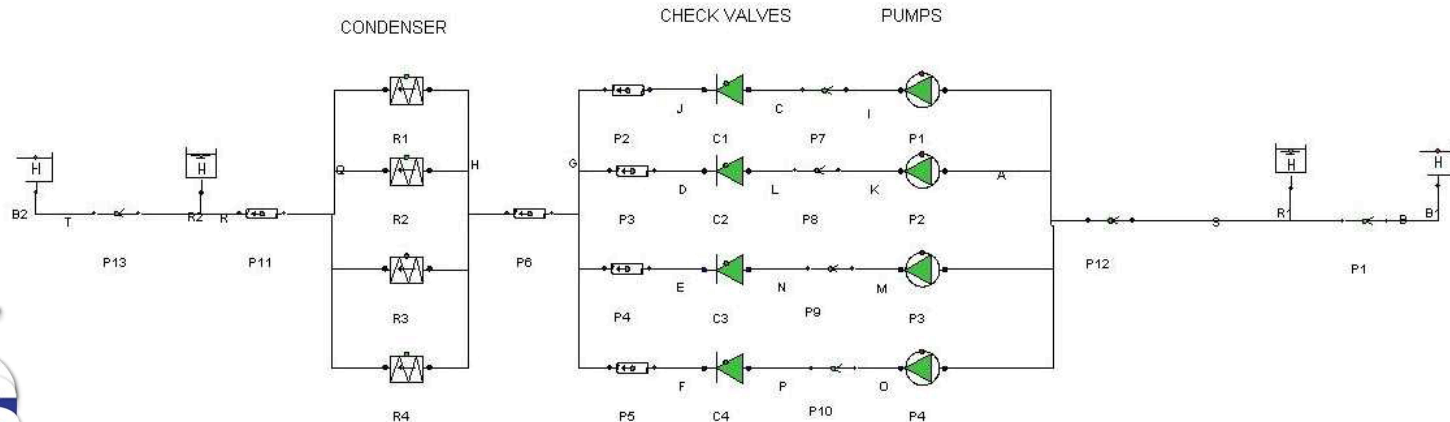 CONDENSER CHECK VALVES PUMPS
J C I
R1 P2 C1 P7 P1
H H Q H G D L K A H H
B2 T R2 R R2 P3 C2 P8 P2 R1 B B1
S
P13 P11 P6 P12 P1
E N M
R3 P4 C3 P9 P3
F P O
R4 P5 C4 P10 P4